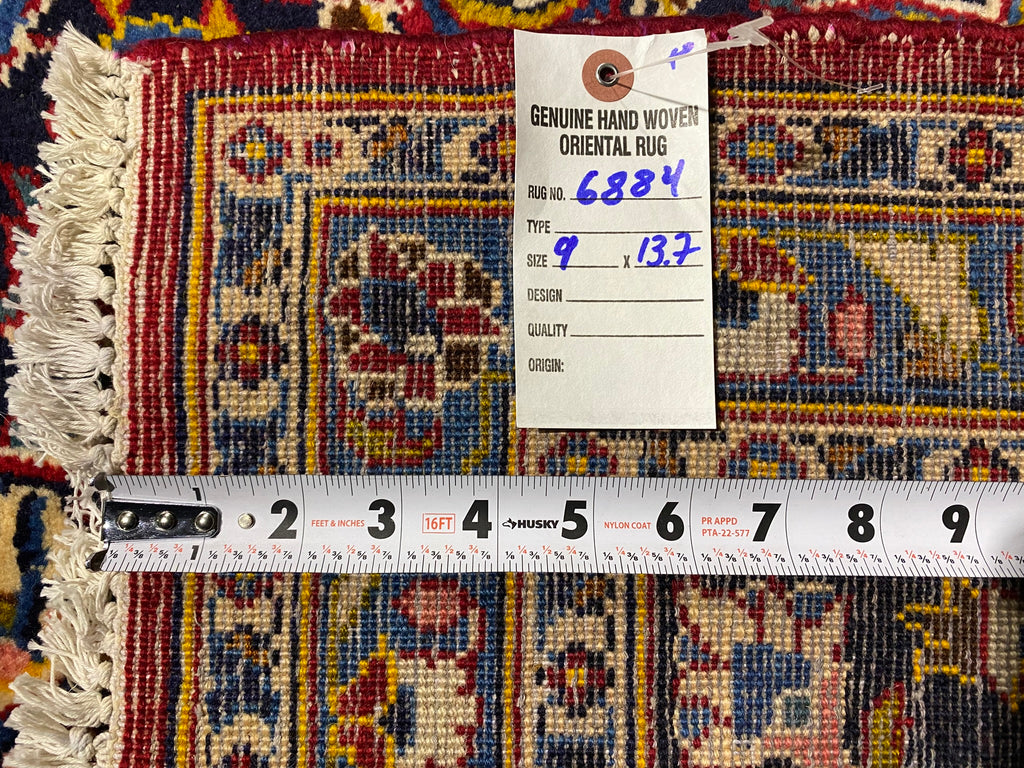 GENUINE HAND WOVEN
ORIENTAL RUG
RUG NO. 6884
TYPE
SIZE 9 X 13.7
DESIGN
QUALITY
ORIGIN:
1 2 FEET & INCHES 3 16FT 4 HUSKY 5 NYLON COAT 6 PR APPD PTA-22-577 7 8 9
1